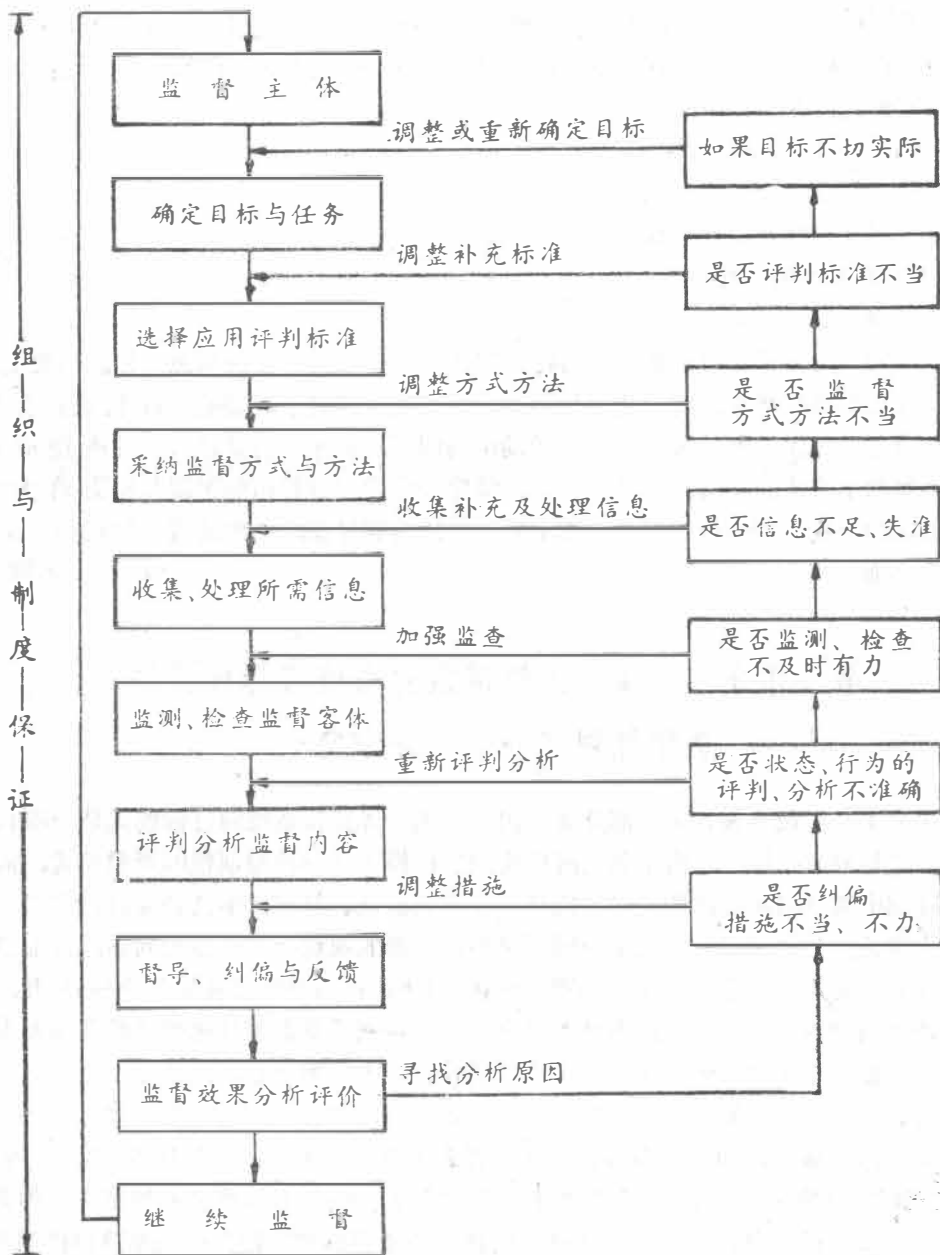 监督主体
调整或重新确定目标
如果目标不切实际
确定目标与任务
调整补充标准
是否评判标准不当
选择应用评判标准
调整方式方法
是否监督
方式方法不当
采纳监督方式与方法
收集补充及处理信息
是否信息不足、失准
收集、处理所需信息
加强监查
是否监测、检查
不及时有力
监测、检查监督客体
重新评判分析
是否状态、行为的
评判、分析不准确
评判分析监督内容
调整措施
是否纠偏
措施不当、不力
督导、纠偏与反馈
监督效果分析评价
寻找分析原因
继续监督
组织与制度保证